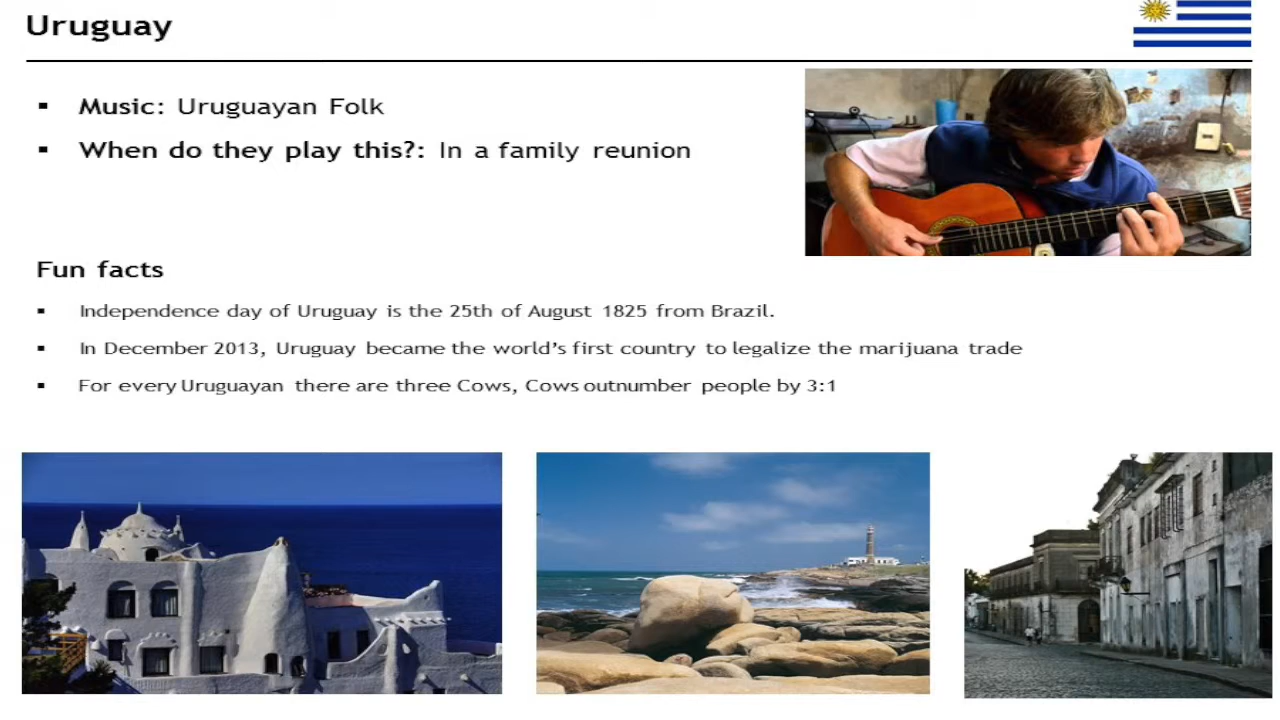 Uruguay
Music: Uruguayan Folk
When do they play this?: In a family reunion
Fun facts
Independence day of Uruguay is the 25th of August 1825 from Brazil.
In December 2013, Uruguay became the world's first country to legalize the marijuana trade
For every Uruguayan there are three Cows, Cows outnumber people by 3:1